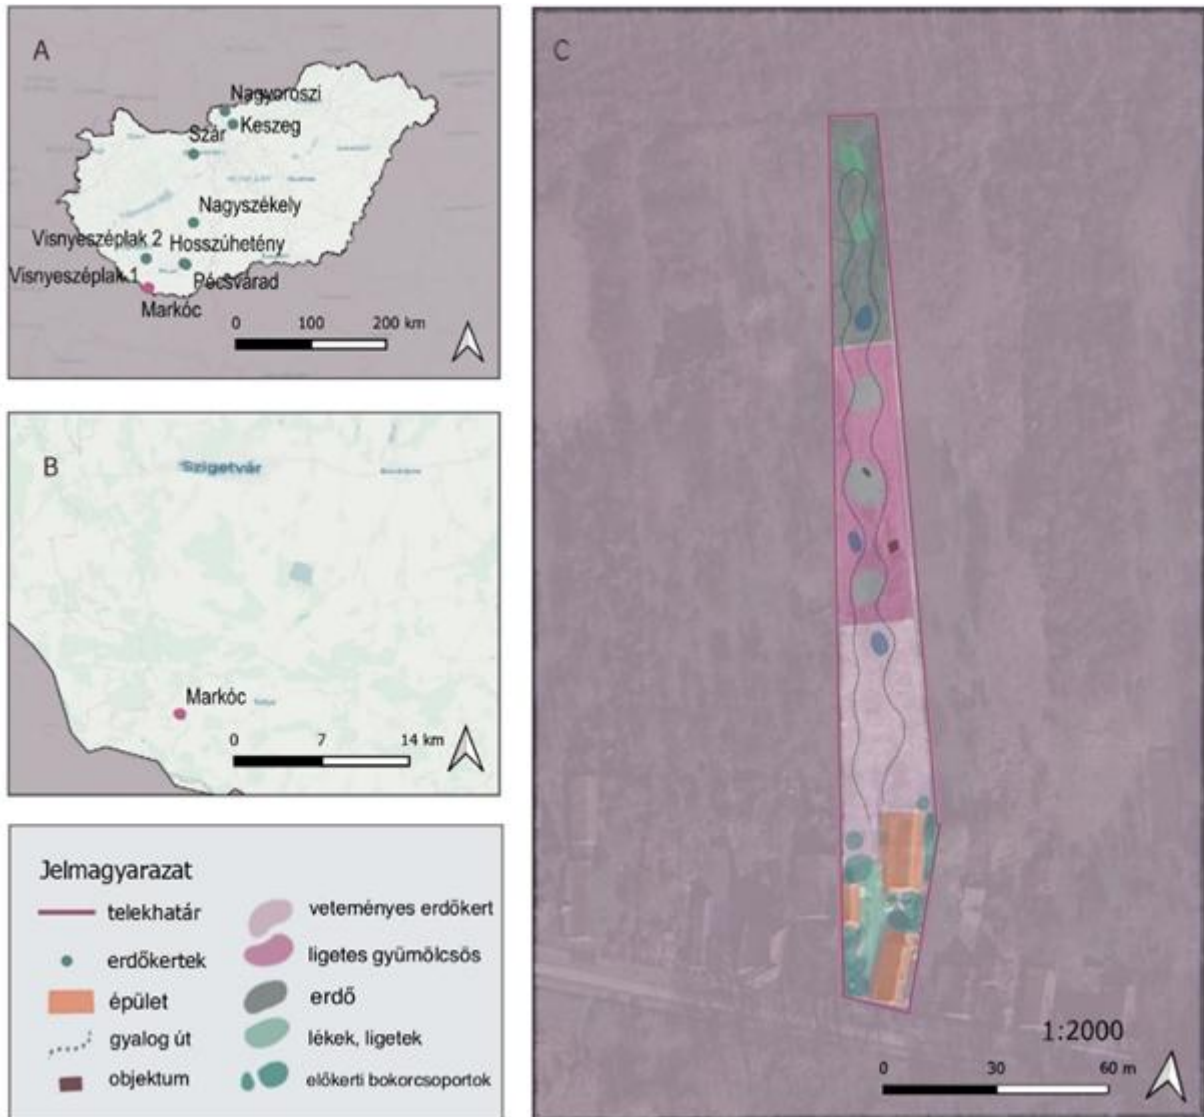 A
Nagyoroszi
Keszeg
Szár
Nagyszékely
Visnyeszéplak 2
Hosszúhetény
Visnyeszéplak 1
Pécsvárad
Markóc
0 100 200 km
B
Szigetvár
Markóc
0 7 14 km
Jelmagyarazat
telekhatár
erdőkertek
épület
gyalog út
objektum
veteményes erdőkert
ligetes gyümölcsös
erdő
lékek, ligetek
előkerti bokorcsoportok
C
1:2000
0 30 60 m